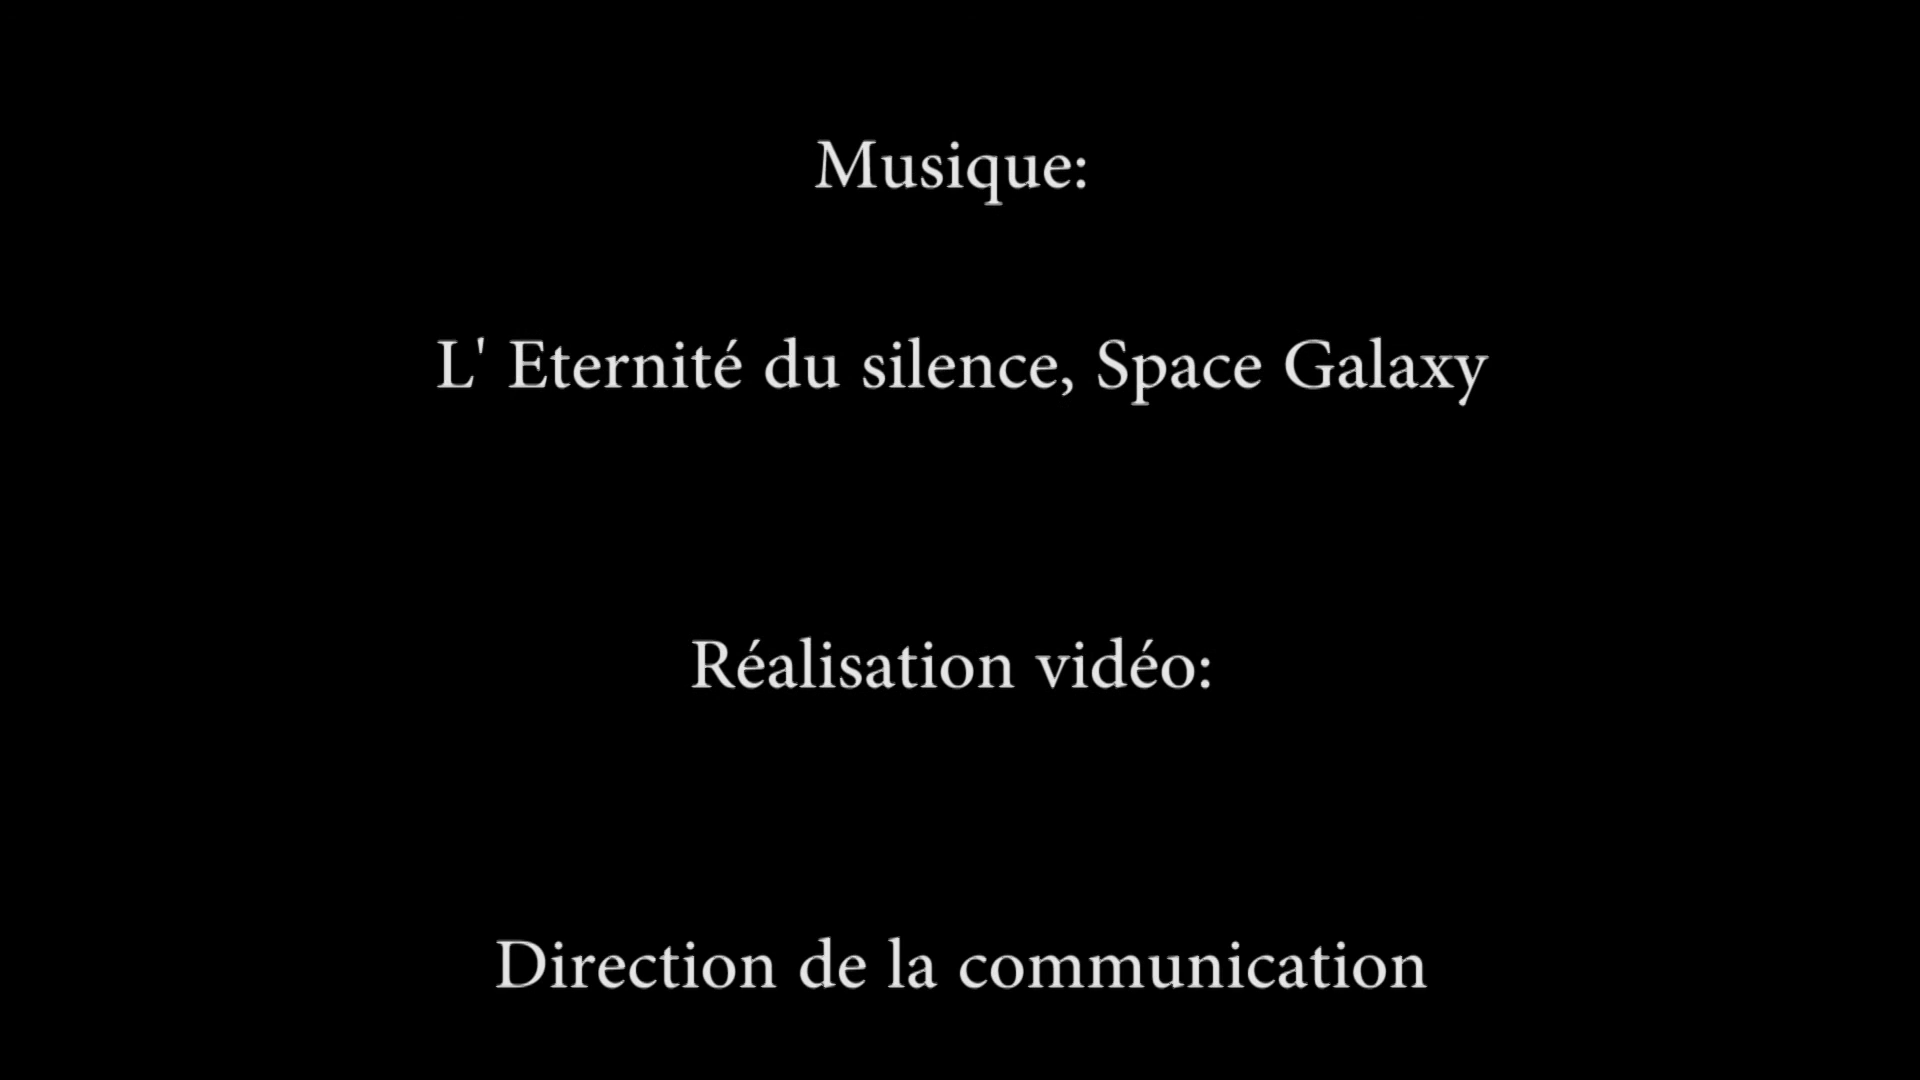 Musique:
L' Eternité du silence, Space Galaxy
Réalisation vidéo:
Direction de la communication